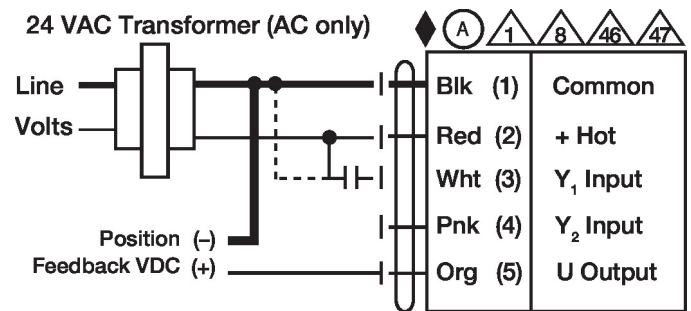 24 VAC Transformer (AC only)
A 1 8 46 47
Line
Volts
Blk (1) Common
Red (2) + Hot
Wht (3) Y₁ Input
Pnk (4) Y₂ Input
Position (–)
Feedback VDC (+)
Org (5) U Output